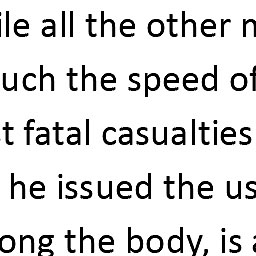 ile all the other
uch the speed of
t fatal casualties
he issued the us
ong the body, is a